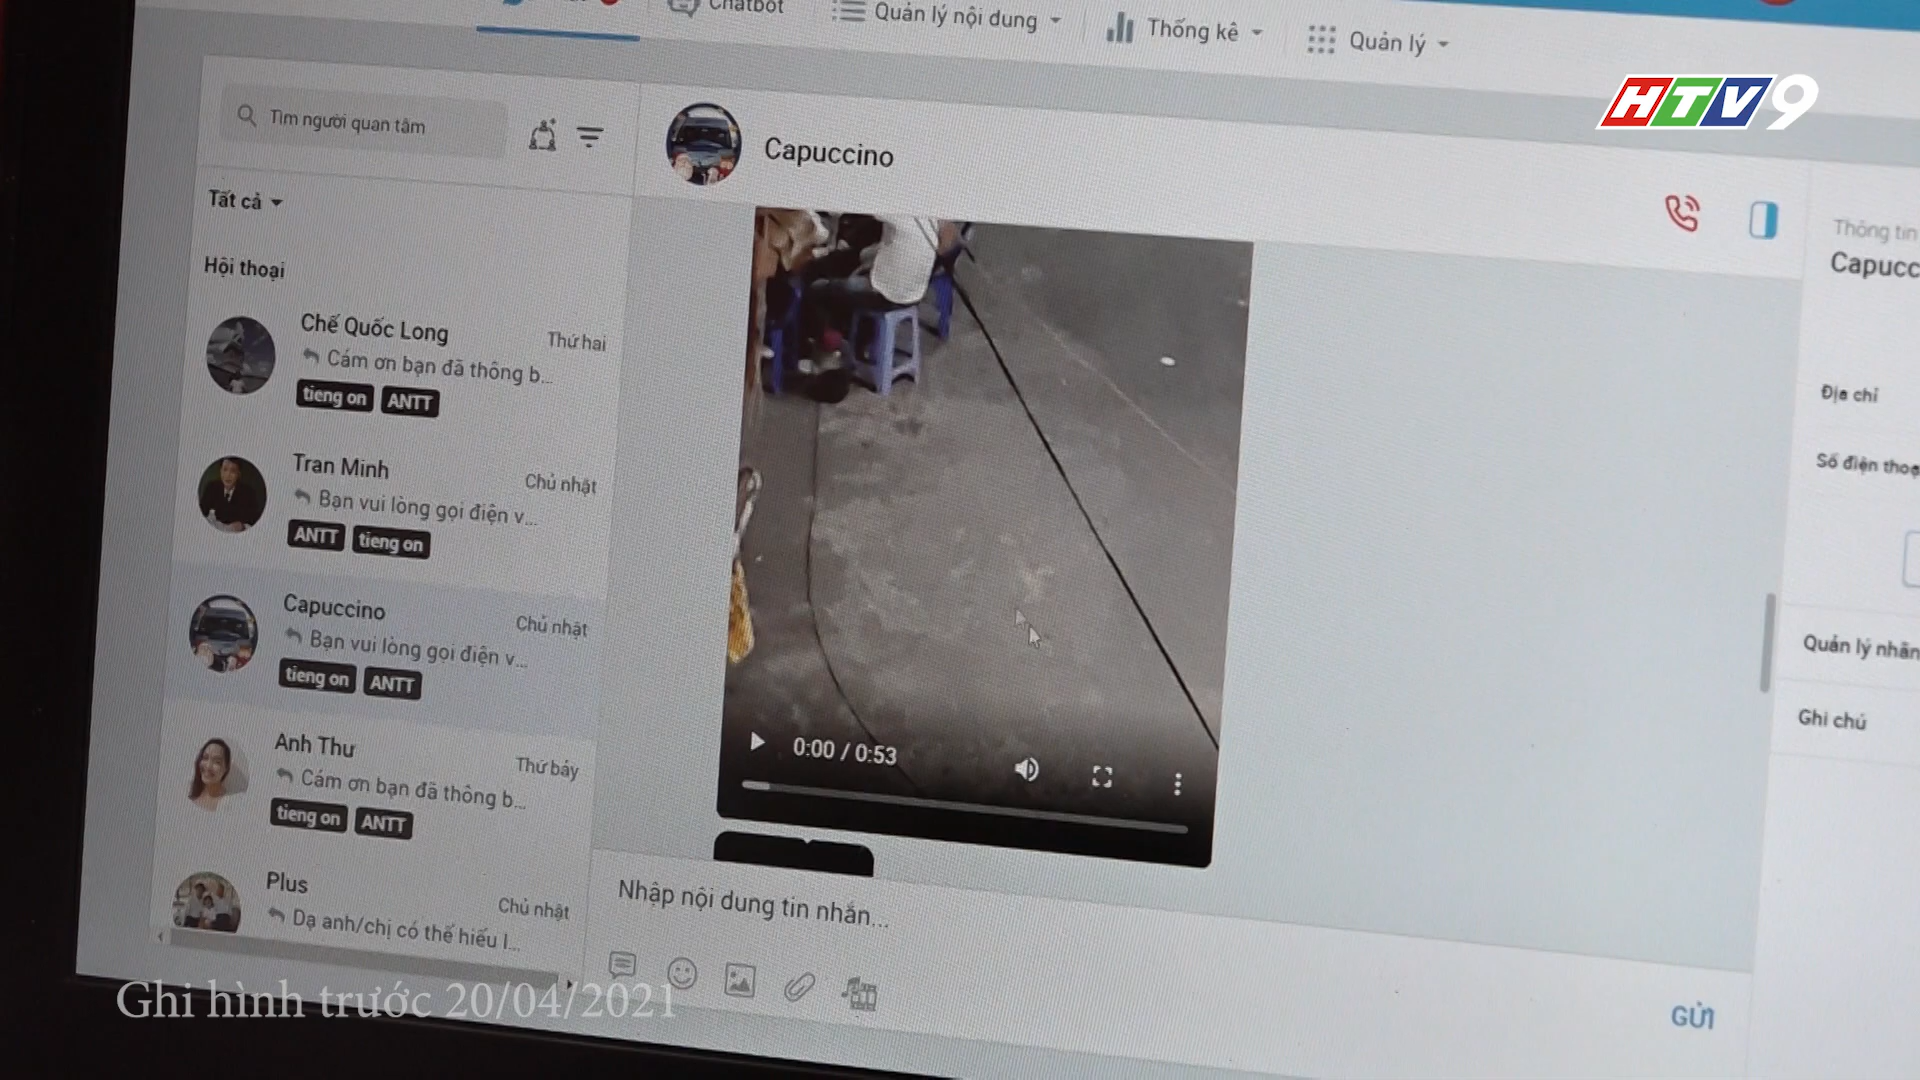 Chatbot
Quản lý nội dung
Thống kê
Quản lý
HTV9
Tìm người quan tâm
Capuccino
Tất cả
Hội thoại
Chế Quốc Long
Thứ hai
Cám ơn bạn đã thông b...
tieng on ANTT
Tran Minh
Chủ nhật
Bạn vui lòng gọi điện v...
ANTT tieng on
Capuccino
Chủ nhật
Bạn vui lòng gọi điện v...
tieng on ANTT
Anh Thư
Thứ bảy
Cám ơn bạn đã thông b...
tieng on ANTT
Plus
Chủ nhật
Dạ anh/chị có thể hiểu l...
0:00 / 0:53
Nhập nội dung tin nhắn...
GỬI
Thông tin
Capucc
Địa chỉ
Số điện thoạ
Quản lý nhãn
Ghi chú
Ghi hình trước 20/04/2021